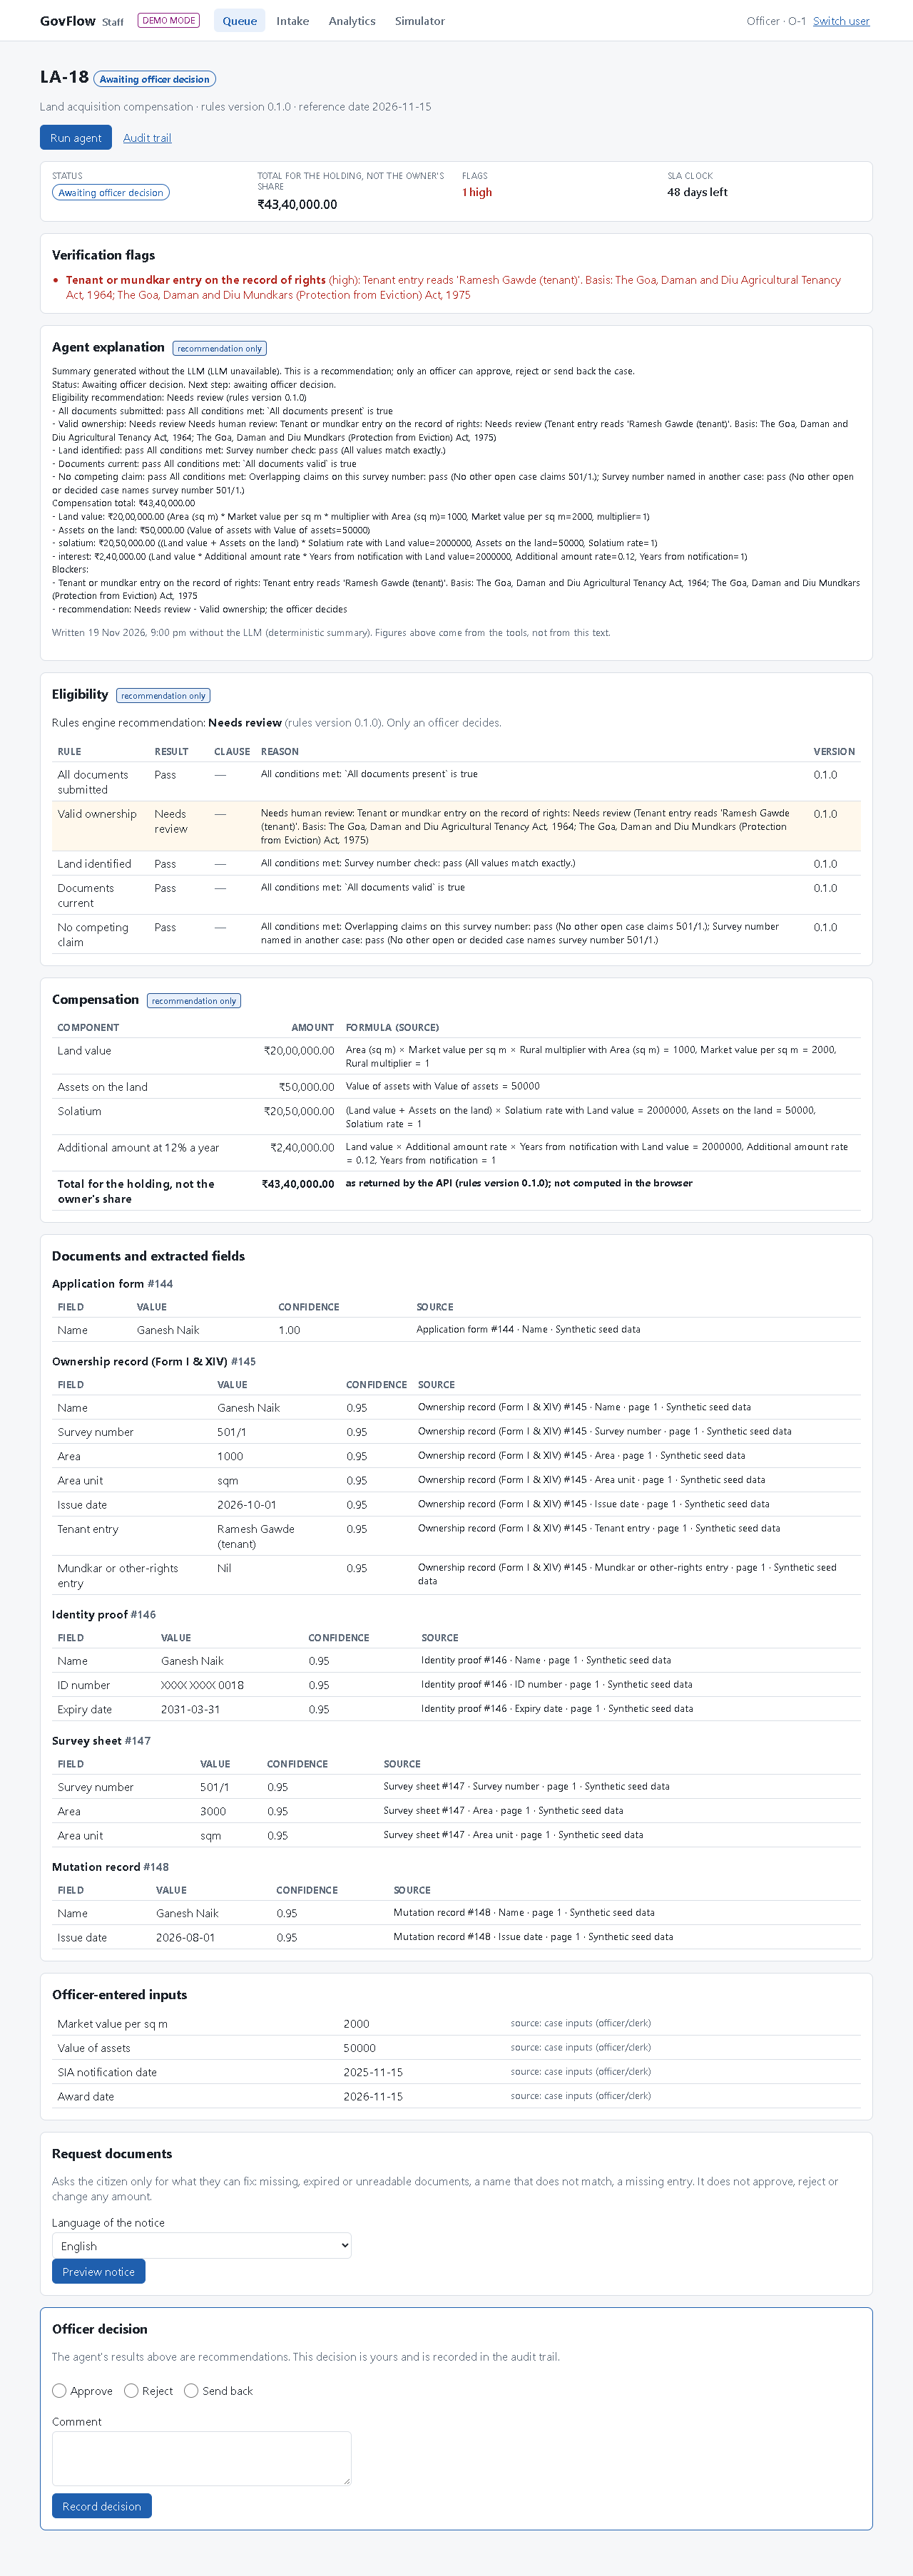 GovFlow Staff DEMO MODE Queue Intake Analytics Simulator Officer · O-1 Switch user
LA-18 Awaiting officer decision
Land acquisition compensation · rules version 0.1.0 · reference date 2026-11-15
Run agent Audit trail
STATUS
Awaiting officer decision
TOTAL FOR THE HOLDING, NOT THE OWNER'S
SHARE
₹43,40,000.00
FLAGS
1 high
SLA CLOCK
48 days left
Verification flags
• Tenant or mundkar entry on the record of rights (high): Tenant entry reads 'Ramesh Gawde (tenant)'. Basis: The Goa, Daman and Diu Agricultural Tenancy
Act, 1964; The Goa, Daman and Diu Mundkars (Protection from Eviction) Act, 1975
Agent explanation recommendation only
Summary generated without the LLM (LLM unavailable). This is a recommendation; only an officer can approve, reject or send back the case.
Status: Awaiting officer decision. Next step: awaiting officer decision.
Eligibility recommendation: Needs review (rules version 0.1.0)
- All documents submitted: pass All conditions met: `All documents present` is true
- Valid ownership: Needs review Needs human review: Tenant or mundkar entry on the record of rights: Needs review (Tenant entry reads 'Ramesh Gawde (tenant)'. Basis: The Goa, Daman and
Diu Agricultural Tenancy Act, 1964; The Goa, Daman and Diu Mundkars (Protection from Eviction) Act, 1975)
- Land identified: pass All conditions met: Survey number check: pass (All values match exactly.)
- Documents current: pass All conditions met: `All documents valid` is true
- No competing claim: pass All conditions met: Overlapping claims on this survey number: pass (No other open case claims 501/1.); Survey number named in another case: pass (No other open
or decided case names survey number 501/1.)
Compensation total: ₹43,40,000.00
- Land value: ₹20,00,000.00 (Area (sq m) * Market value per sq m * multiplier with Area (sq m)=1000, Market value per sq m=2000, multiplier=1)
- Assets on the land: ₹50,000.00 (Value of assets with Value of assets=50000)
- solatium: ₹20,50,000.00 ((Land value + Assets on the land) * Solatium rate with Land value=2000000, Assets on the land=50000, Solatium rate=1)
- interest: ₹2,40,000.00 (Land value * Additional amount rate * Years from notification with Land value=2000000, Additional amount rate=0.12, Years from notification=1)
Blockers:
- Tenant or mundkar entry on the record of rights: Tenant entry reads 'Ramesh Gawde (tenant)'. Basis: The Goa, Daman and Diu Agricultural Tenancy Act, 1964; The Goa, Daman and Diu Mundkars
(Protection from Eviction) Act, 1975
- recommendation: Needs review - Valid ownership; the officer decides
Written 19 Nov 2026, 9:00 pm without the LLM (deterministic summary). Figures above come from the tools, not from this text.
Eligibility recommendation only
Rules engine recommendation: Needs review (rules version 0.1.0). Only an officer decides.
RULE RESULT CLAUSE REASON VERSION
All documents
submitted
Pass — All conditions met: `All documents present` is true 0.1.0
Valid ownership
Needs
review
— Needs human review: Tenant or mundkar entry on the record of rights: Needs review (Tenant entry reads 'Ramesh Gawde
(tenant)'. Basis: The Goa, Daman and Diu Agricultural Tenancy Act, 1964; The Goa, Daman and Diu Mundkars (Protection
from Eviction) Act, 1975)
0.1.0
Land identified Pass — All conditions met: Survey number check: pass (All values match exactly.) 0.1.0
Documents
current
Pass — All conditions met: `All documents valid` is true 0.1.0
No competing
claim
Pass — All conditions met: Overlapping claims on this survey number: pass (No other open case claims 501/1.); Survey number
named in another case: pass (No other open or decided case names survey number 501/1.)
0.1.0
Compensation recommendation only
COMPONENT AMOUNT FORMULA (SOURCE)
Land value ₹20,00,000.00 Area (sq m) × Market value per sq m × Rural multiplier with Area (sq m) = 1000, Market value per sq m = 2000,
Rural multiplier = 1
Assets on the land ₹50,000.00 Value of assets with Value of assets = 50000
Solatium ₹20,50,000.00 (Land value + Assets on the land) × Solatium rate with Land value = 2000000, Assets on the land = 50000,
Solatium rate = 1
Additional amount at 12% a year ₹2,40,000.00 Land value × Additional amount rate × Years from notification with Land value = 2000000, Additional amount rate
= 0.12, Years from notification = 1
Total for the holding, not the
owner's share
₹43,40,000.00 as returned by the API (rules version 0.1.0); not computed in the browser
Documents and extracted fields
Application form #144
FIELD VALUE CONFIDENCE SOURCE
Name Ganesh Naik 1.00 Application form #144 · Name · Synthetic seed data
Ownership record (Form I & XIV) #145
FIELD VALUE CONFIDENCE SOURCE
Name Ganesh Naik 0.95 Ownership record (Form I & XIV) #145 · Name · page 1 · Synthetic seed data
Survey number 501/1 0.95 Ownership record (Form I & XIV) #145 · Survey number · page 1 · Synthetic seed data
Area 1000 0.95 Ownership record (Form I & XIV) #145 · Area · page 1 · Synthetic seed data
Area unit sqm 0.95 Ownership record (Form I & XIV) #145 · Area unit · page 1 · Synthetic seed data
Issue date 2026-10-01 0.95 Ownership record (Form I & XIV) #145 · Issue date · page 1 · Synthetic seed data
Tenant entry Ramesh Gawde
(tenant)
0.95 Ownership record (Form I & XIV) #145 · Tenant entry · page 1 · Synthetic seed data
Mundkar or other-rights
entry
Nil 0.95 Ownership record (Form I & XIV) #145 · Mundkar or other-rights entry · page 1 · Synthetic seed
data
Identity proof #146
FIELD VALUE CONFIDENCE SOURCE
Name Ganesh Naik 0.95 Identity proof #146 · Name · page 1 · Synthetic seed data
ID number XXXX XXXX 0018 0.95 Identity proof #146 · ID number · page 1 · Synthetic seed data
Expiry date 2031-03-31 0.95 Identity proof #146 · Expiry date · page 1 · Synthetic seed data
Survey sheet #147
FIELD VALUE CONFIDENCE SOURCE
Survey number 501/1 0.95 Survey sheet #147 · Survey number · page 1 · Synthetic seed data
Area 3000 0.95 Survey sheet #147 · Area · page 1 · Synthetic seed data
Area unit sqm 0.95 Survey sheet #147 · Area unit · page 1 · Synthetic seed data
Mutation record #148
FIELD VALUE CONFIDENCE SOURCE
Name Ganesh Naik 0.95 Mutation record #148 · Name · page 1 · Synthetic seed data
Issue date 2026-08-01 0.95 Mutation record #148 · Issue date · page 1 · Synthetic seed data
Officer-entered inputs
Market value per sq m 2000 source: case inputs (officer/clerk)
Value of assets 50000 source: case inputs (officer/clerk)
SIA notification date 2025-11-15 source: case inputs (officer/clerk)
Award date 2026-11-15 source: case inputs (officer/clerk)
Request documents
Asks the citizen only for what they can fix: missing, expired or unreadable documents, a name that does not match, a missing entry. It does not approve, reject or
change any amount.
Language of the notice
English
Preview notice
Officer decision
The agent's results above are recommendations. This decision is yours and is recorded in the audit trail.
Approve Reject Send back
Comment
Record decision